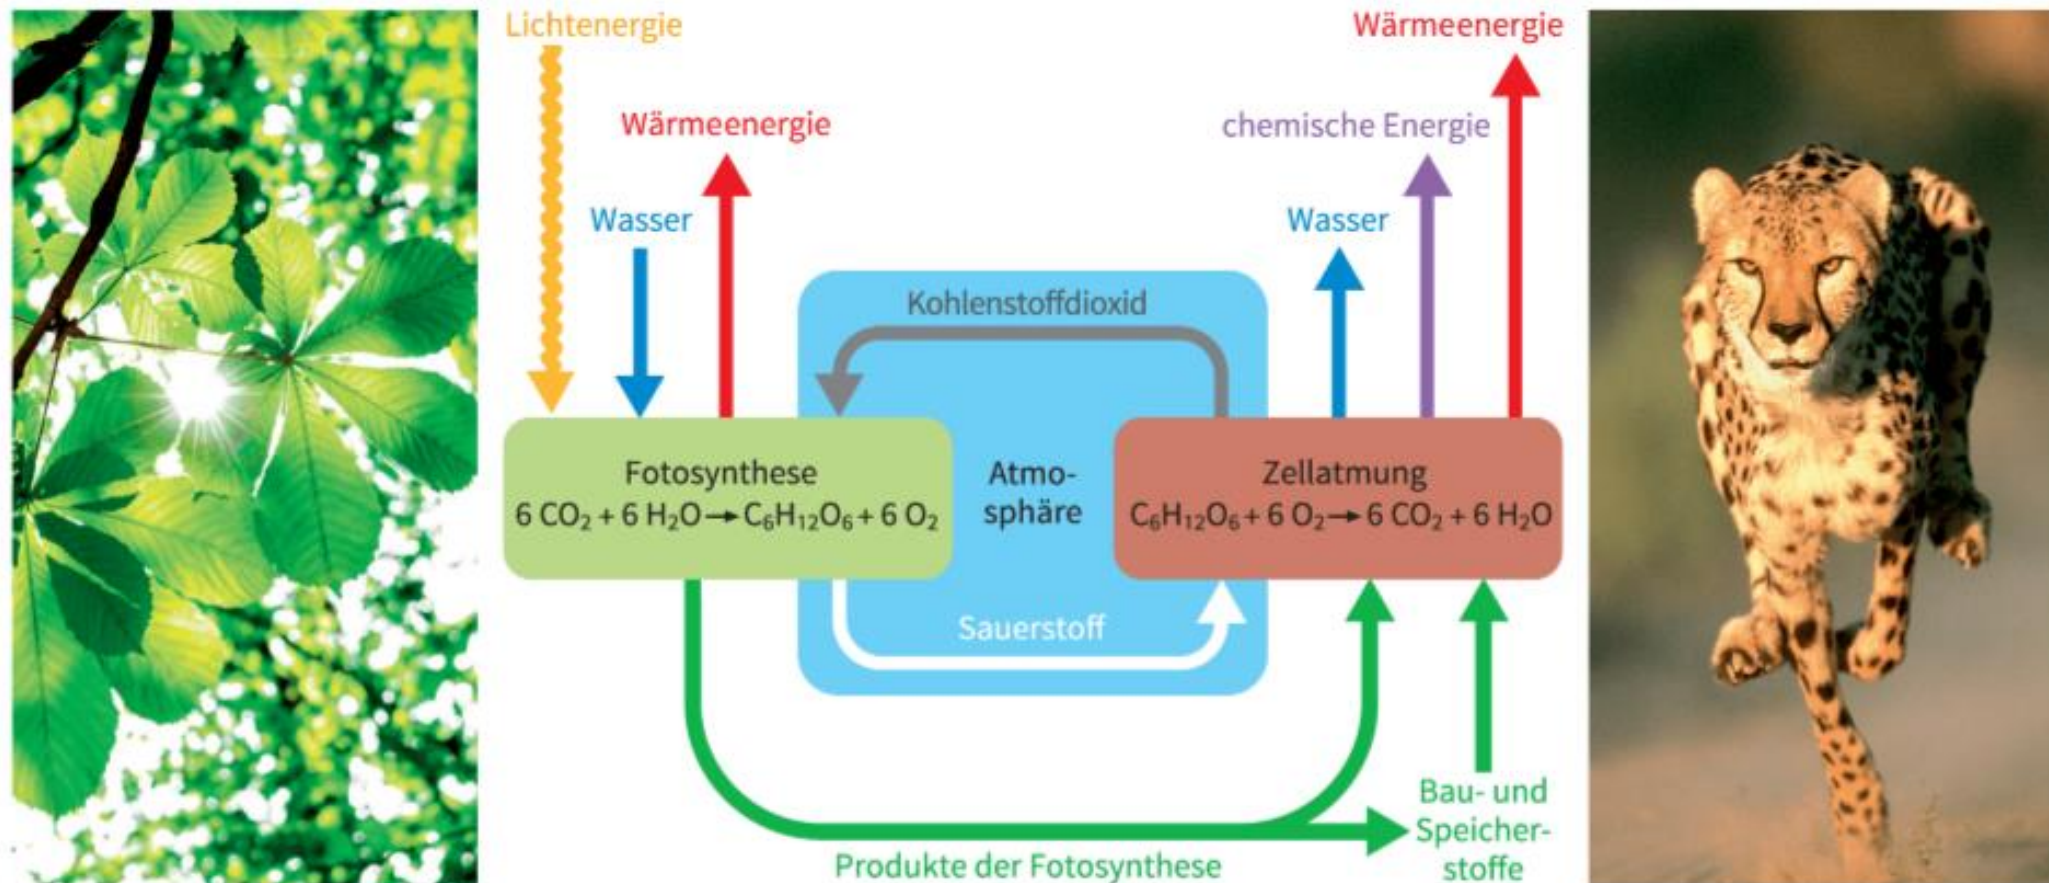 Lichtenergie
Wärmeenergie
Wärmeenergie
chemische Energie
Wasser
Wasser
Kohlenstoffdioxid
Fotosynthese
6 CO₂ + 6 H₂O → C₆H₁₂O₆ + 6 O₂
Atmo-
sphäre
Zellatmung
C₆H₁₂O₆ + 6 O₂ → 6 CO₂ + 6 H₂O
Sauerstoff
Bau- und
Speicher-
stoffe
Produkte der Fotosynthese